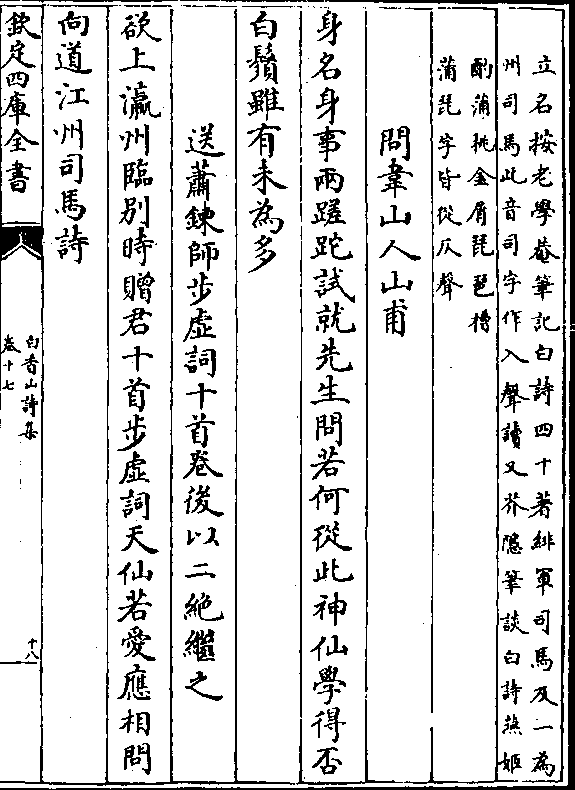 立名按老學菴筆記白詩四十著緋軍司馬及一為
州司馬此音司字作入聲讀又芥隱筆談白詩燕姬
酌蒲桃金屑琵琶槽
蒲琵字皆從仄聲
問韋山人山甫
身名身事兩蹉跎試就先生問若何從此神仙學得否
白鬚雖有未為多
送蕭鍊師步虛詞十首卷後以二絶繼之
欲上瀛州臨别時贈君十首步虛詞天仙若愛應相問
向道江州司馬詩
欽定四庫全書
白香山詩集
卷十七
十八